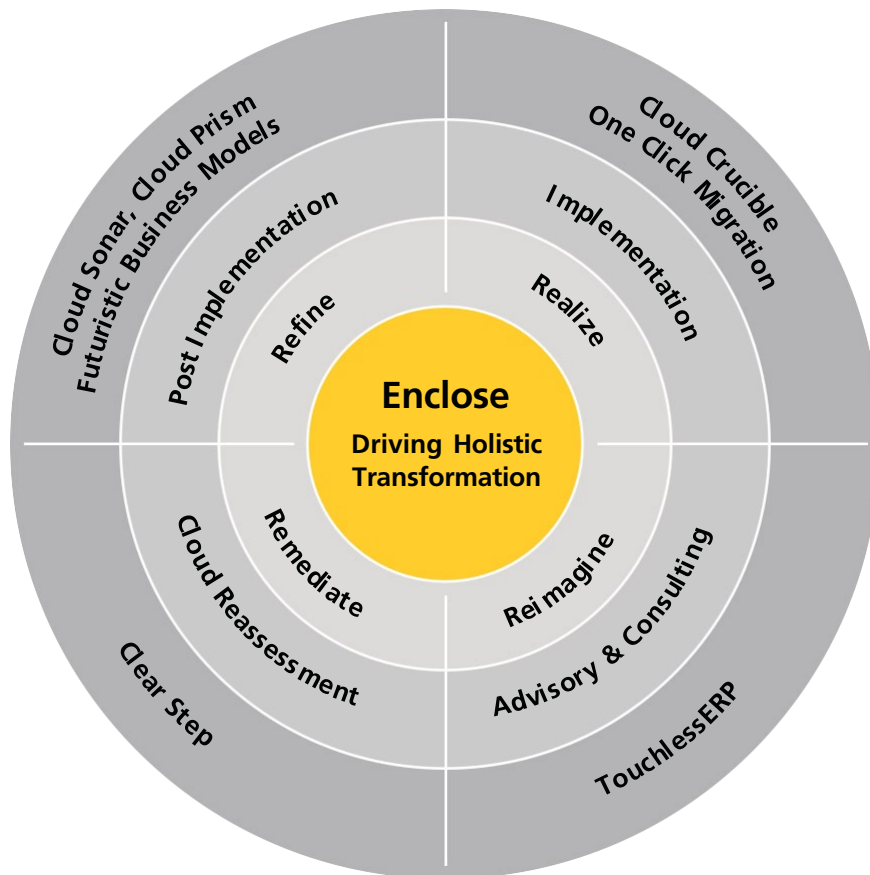 Cloud Sonar, Cloud Prism
Futuristic Business Models
Post Implementation
Refine
Cloud Crucible
One Click Migration
Implementation
Realize
Enclose
Driving Holistic
Transformation
Remediate
Cloud Reassessment
Clear Step
Reimagine
Advisory & Consulting
TouchlessERP